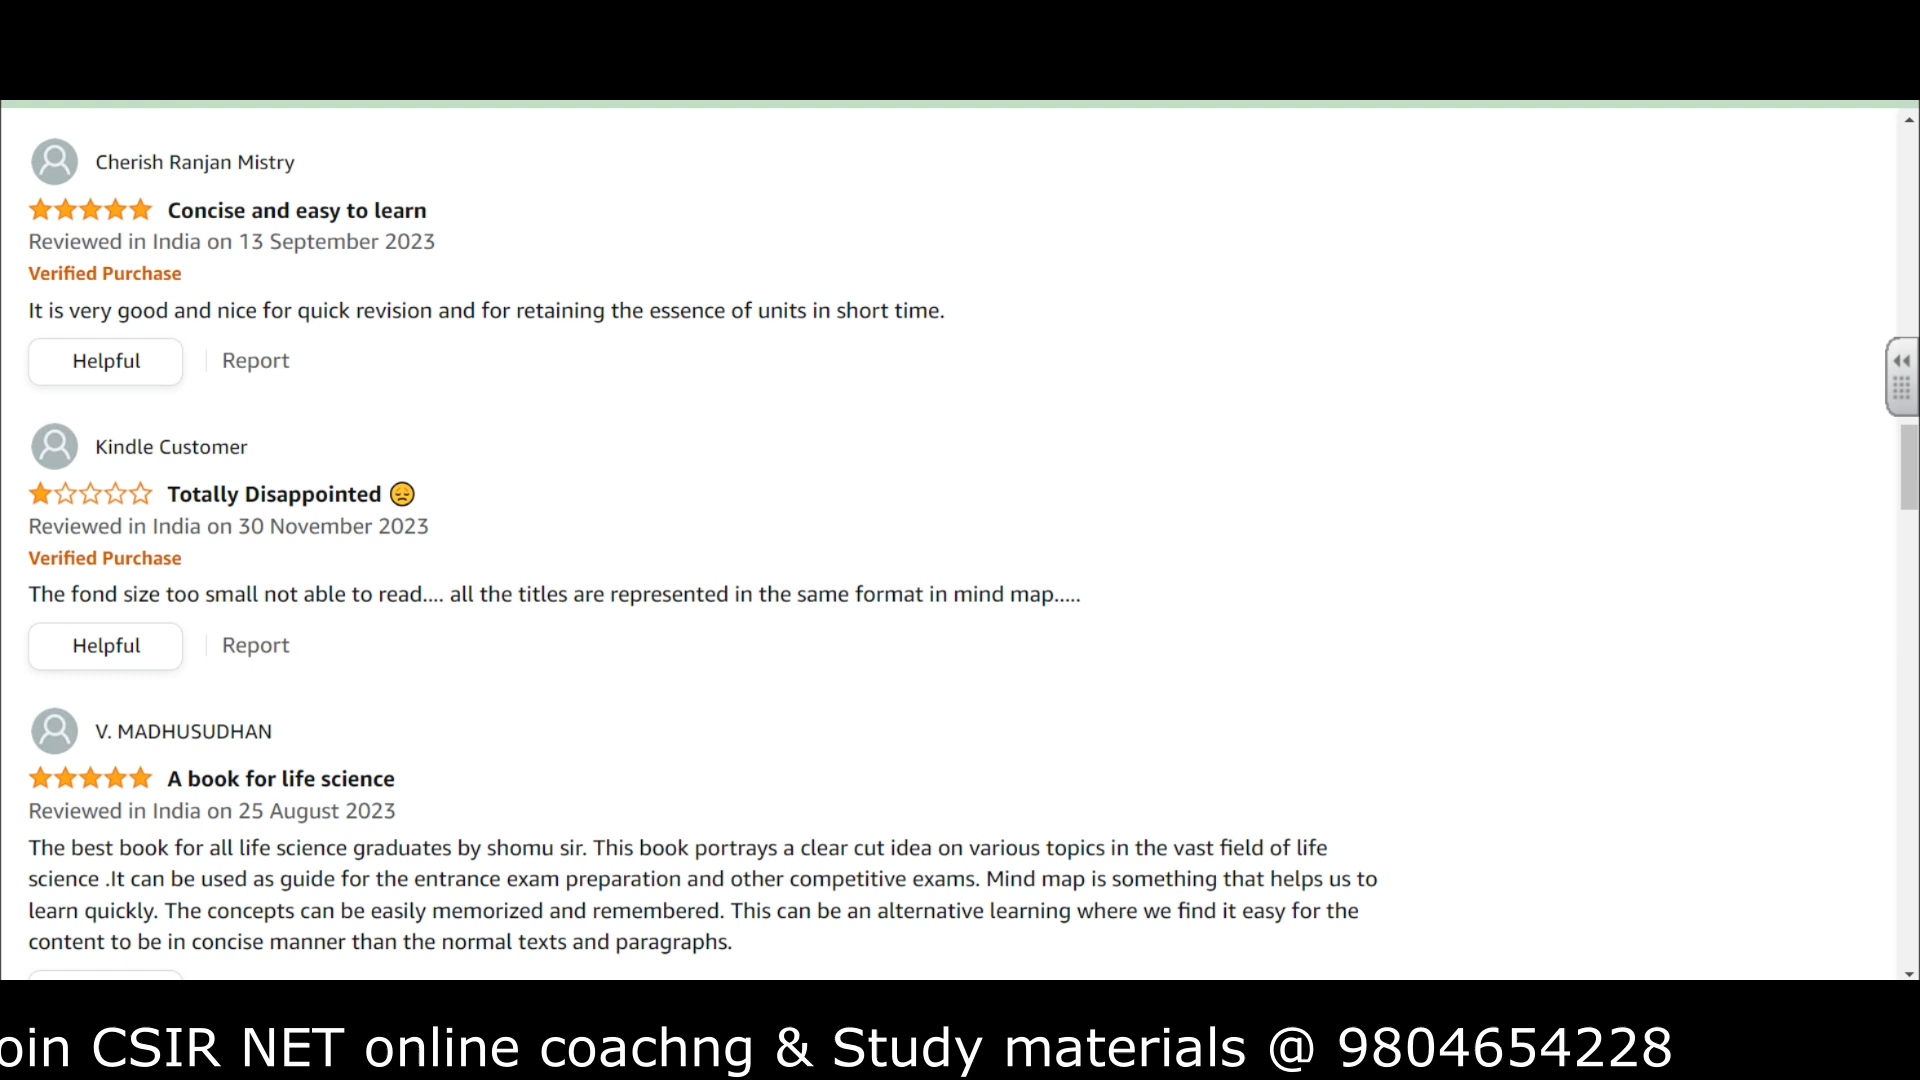 Cherish Ranjan Mistry
Concise and easy to learn
Reviewed in India on 13 September 2023
Verified Purchase
It is very good and nice for quick revision and for retaining the essence of units in short time.
Helpful
Report
Kindle Customer
Totally Disappointed 😞
Reviewed in India on 30 November 2023
Verified Purchase
The fond size too small not able to read.... all the titles are represented in the same format in mind map.....
Helpful
Report
V. MADHUSUDHAN
A book for life science
Reviewed in India on 25 August 2023
The best book for all life science graduates by shomu sir. This book portrays a clear cut idea on various topics in the vast field of life
science .It can be used as guide for the entrance exam preparation and other competitive exams. Mind map is something that helps us to
learn quickly. The concepts can be easily memorized and remembered. This can be an alternative learning where we find it easy for the
content to be in concise manner than the normal texts and paragraphs.
oin CSIR NET online coachng & Study materials @ 9804654228